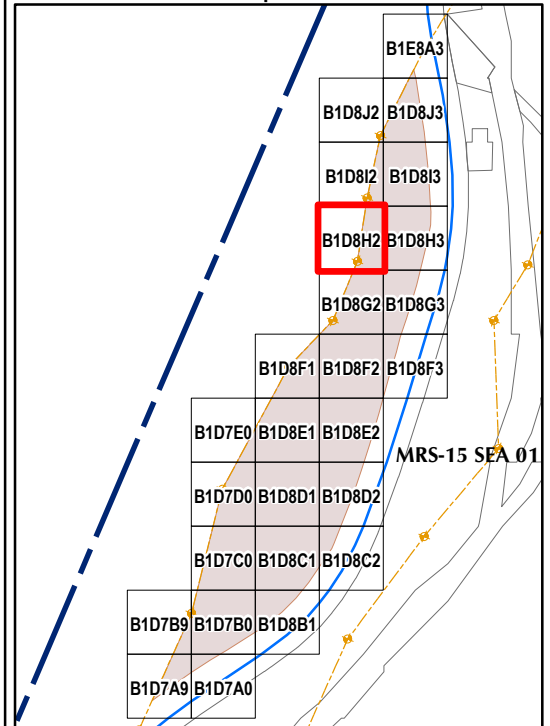 B1E8A3
B1D8J2 B1D8J3
B1D8I2 B1D8I3
B1D8H2 B1D8H3
B1D8G2 B1D8G3
B1D8F1 B1D8F2 B1D8F3
B1D7E0 B1D8E1 B1D8E2
MRS-15 SEA 01
B1D7D0 B1D8D1 B1D8D2
B1D7C0 B1D8C1 B1D8C2
B1D7B9 B1D7B0 B1D8B1
B1D7A9 B1D7A0